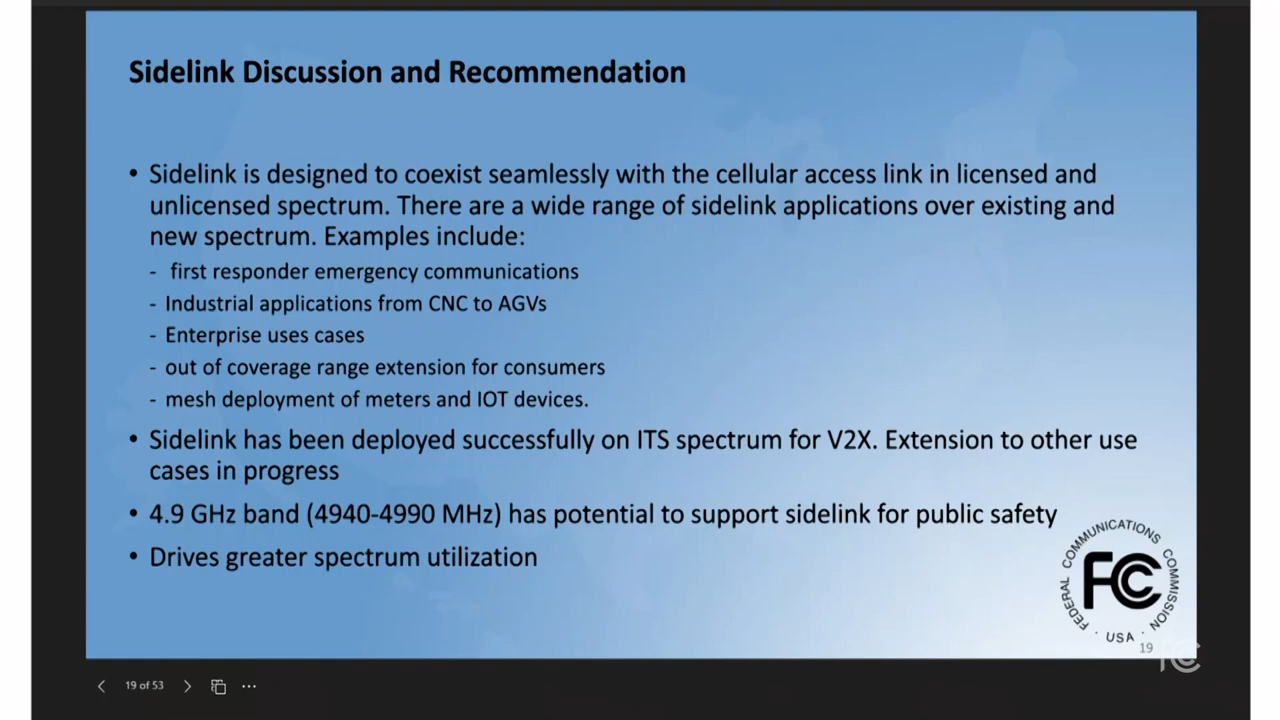 Sidelink Discussion and Recommendation
• Sidelink is designed to coexist seamlessly with the cellular access link in licensed and
unlicensed spectrum. There are a wide range of sidelink applications over existing and
new spectrum. Examples include:
- first responder emergency communications
- Industrial applications from CNC to AGVs
- Enterprise uses cases
- out of coverage range extension for consumers
- mesh deployment of meters and IOT devices.
• Sidelink has been deployed successfully on ITS spectrum for V2X. Extension to other use
cases in progress
• 4.9 GHz band (4940-4990 MHz) has potential to support sidelink for public safety
• Drives greater spectrum utilization
FEDERAL COMMUNICATIONS COMMISSION
FCC
· USA ·
19
FCC
19 of 53